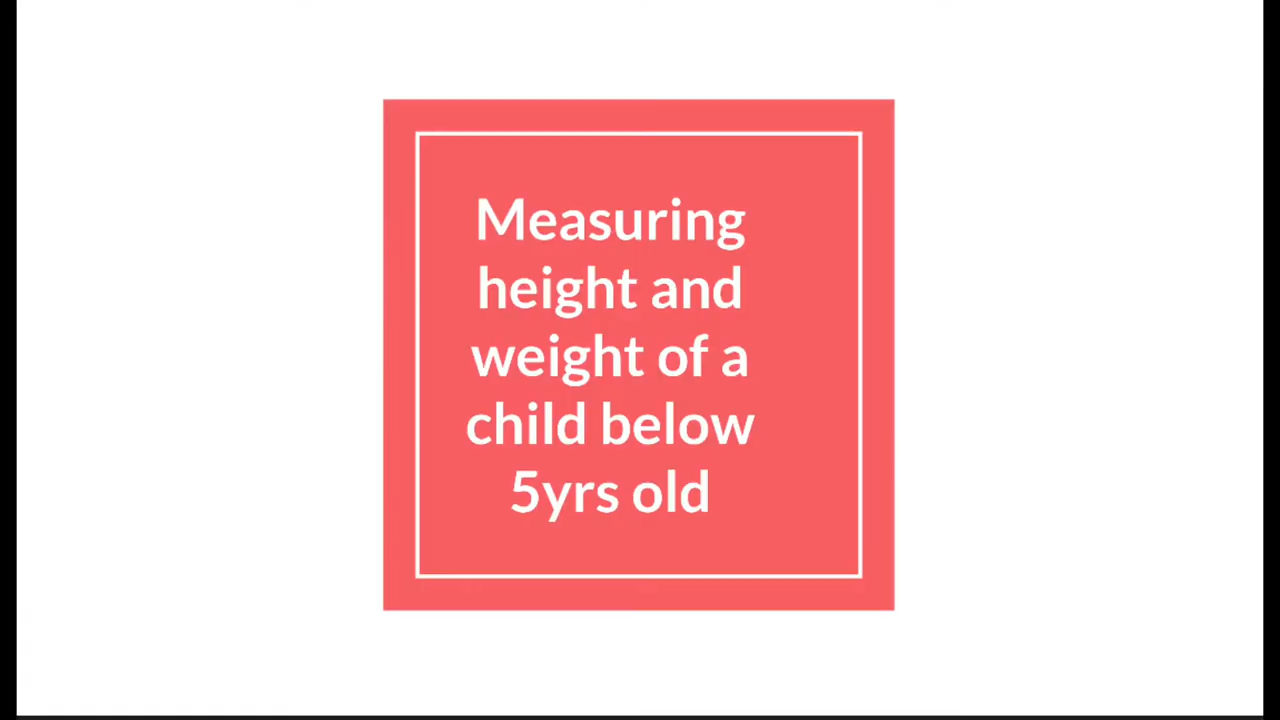 Measuring
height and
weight of a
child below
5yrs old